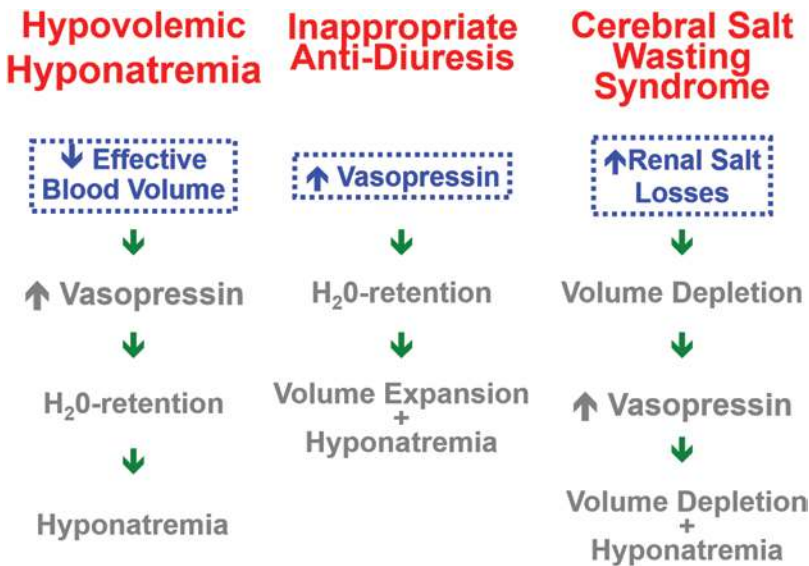 Hypovolemic
Hyponatremia
↓ Effective
Blood Volume
↑ Vasopressin
H₂0-retention
Hyponatremia
Inappropriate
Anti-Diuresis
↑ Vasopressin
H₂0-retention
Volume Expansion
+
Hyponatremia
Cerebral Salt
Wasting
Syndrome
↑Renal Salt
Losses
Volume Depletion
↑ Vasopressin
Volume Depletion
+
Hyponatremia